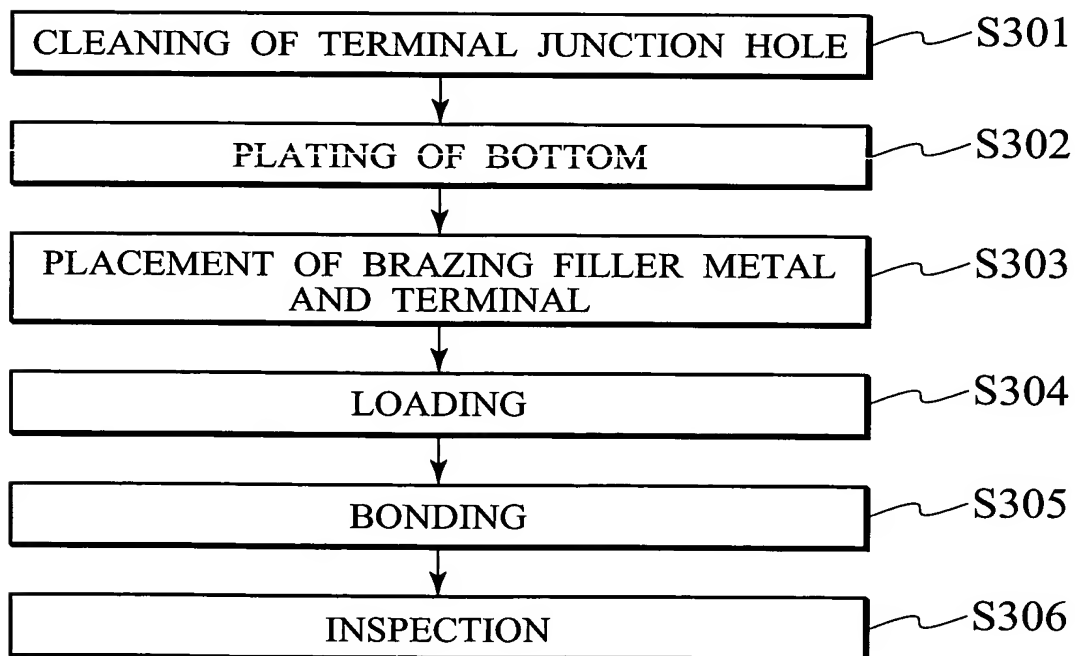 CLEANING OF TERMINAL JUNCTION HOLE
S301
PLATING OF BOTTOM
S302
PLACEMENT OF BRAZING FILLER METAL
AND TERMINAL
S303
LOADING
S304
BONDING
S305
INSPECTION
S306